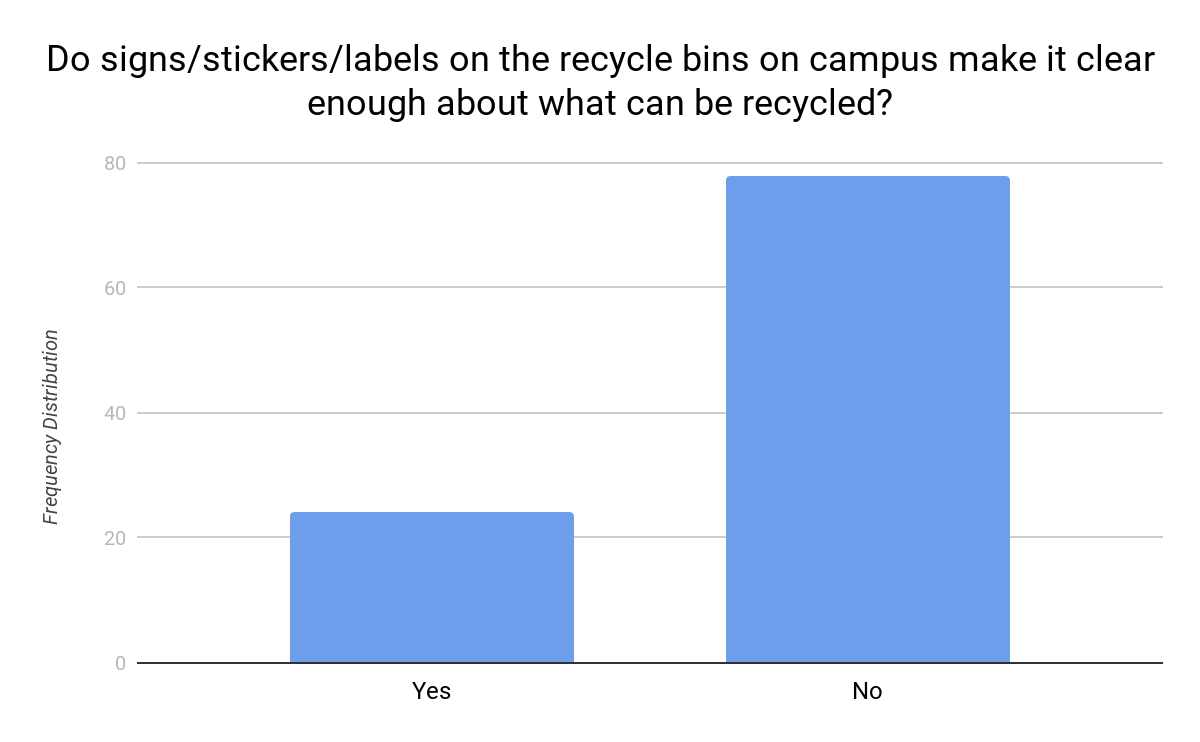 Do signs/stickers/labels on the recycle bins on campus make it clear
enough about what can be recycled?
80
60
40
20
0
Frequency Distribution
Yes
No